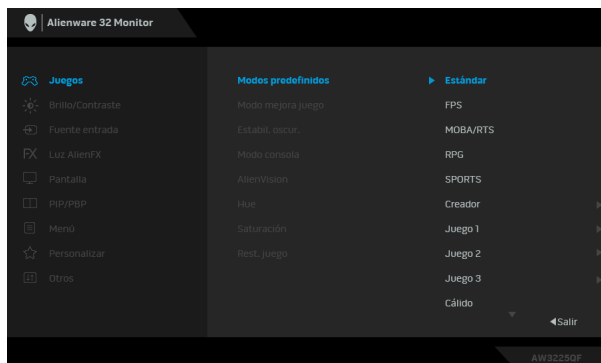 Alienware 32 Monitor
Juegos
Modos predefinidos
Estándar
Brillo/Contraste
Modo mejora juego
FPS
Fuente entrada
Estabil. oscur.
MOBA/RTS
FX Luz AlienFX
Modo consola
RPG
Pantalla
AlienVision
SPORTS
PIP/PBP
Hue
Creador
Menú
Saturación
Juego 1
Personalizar
Rest. juego
Juego 2
Otros
Juego 3
Cálido
Salir
AW3225QF